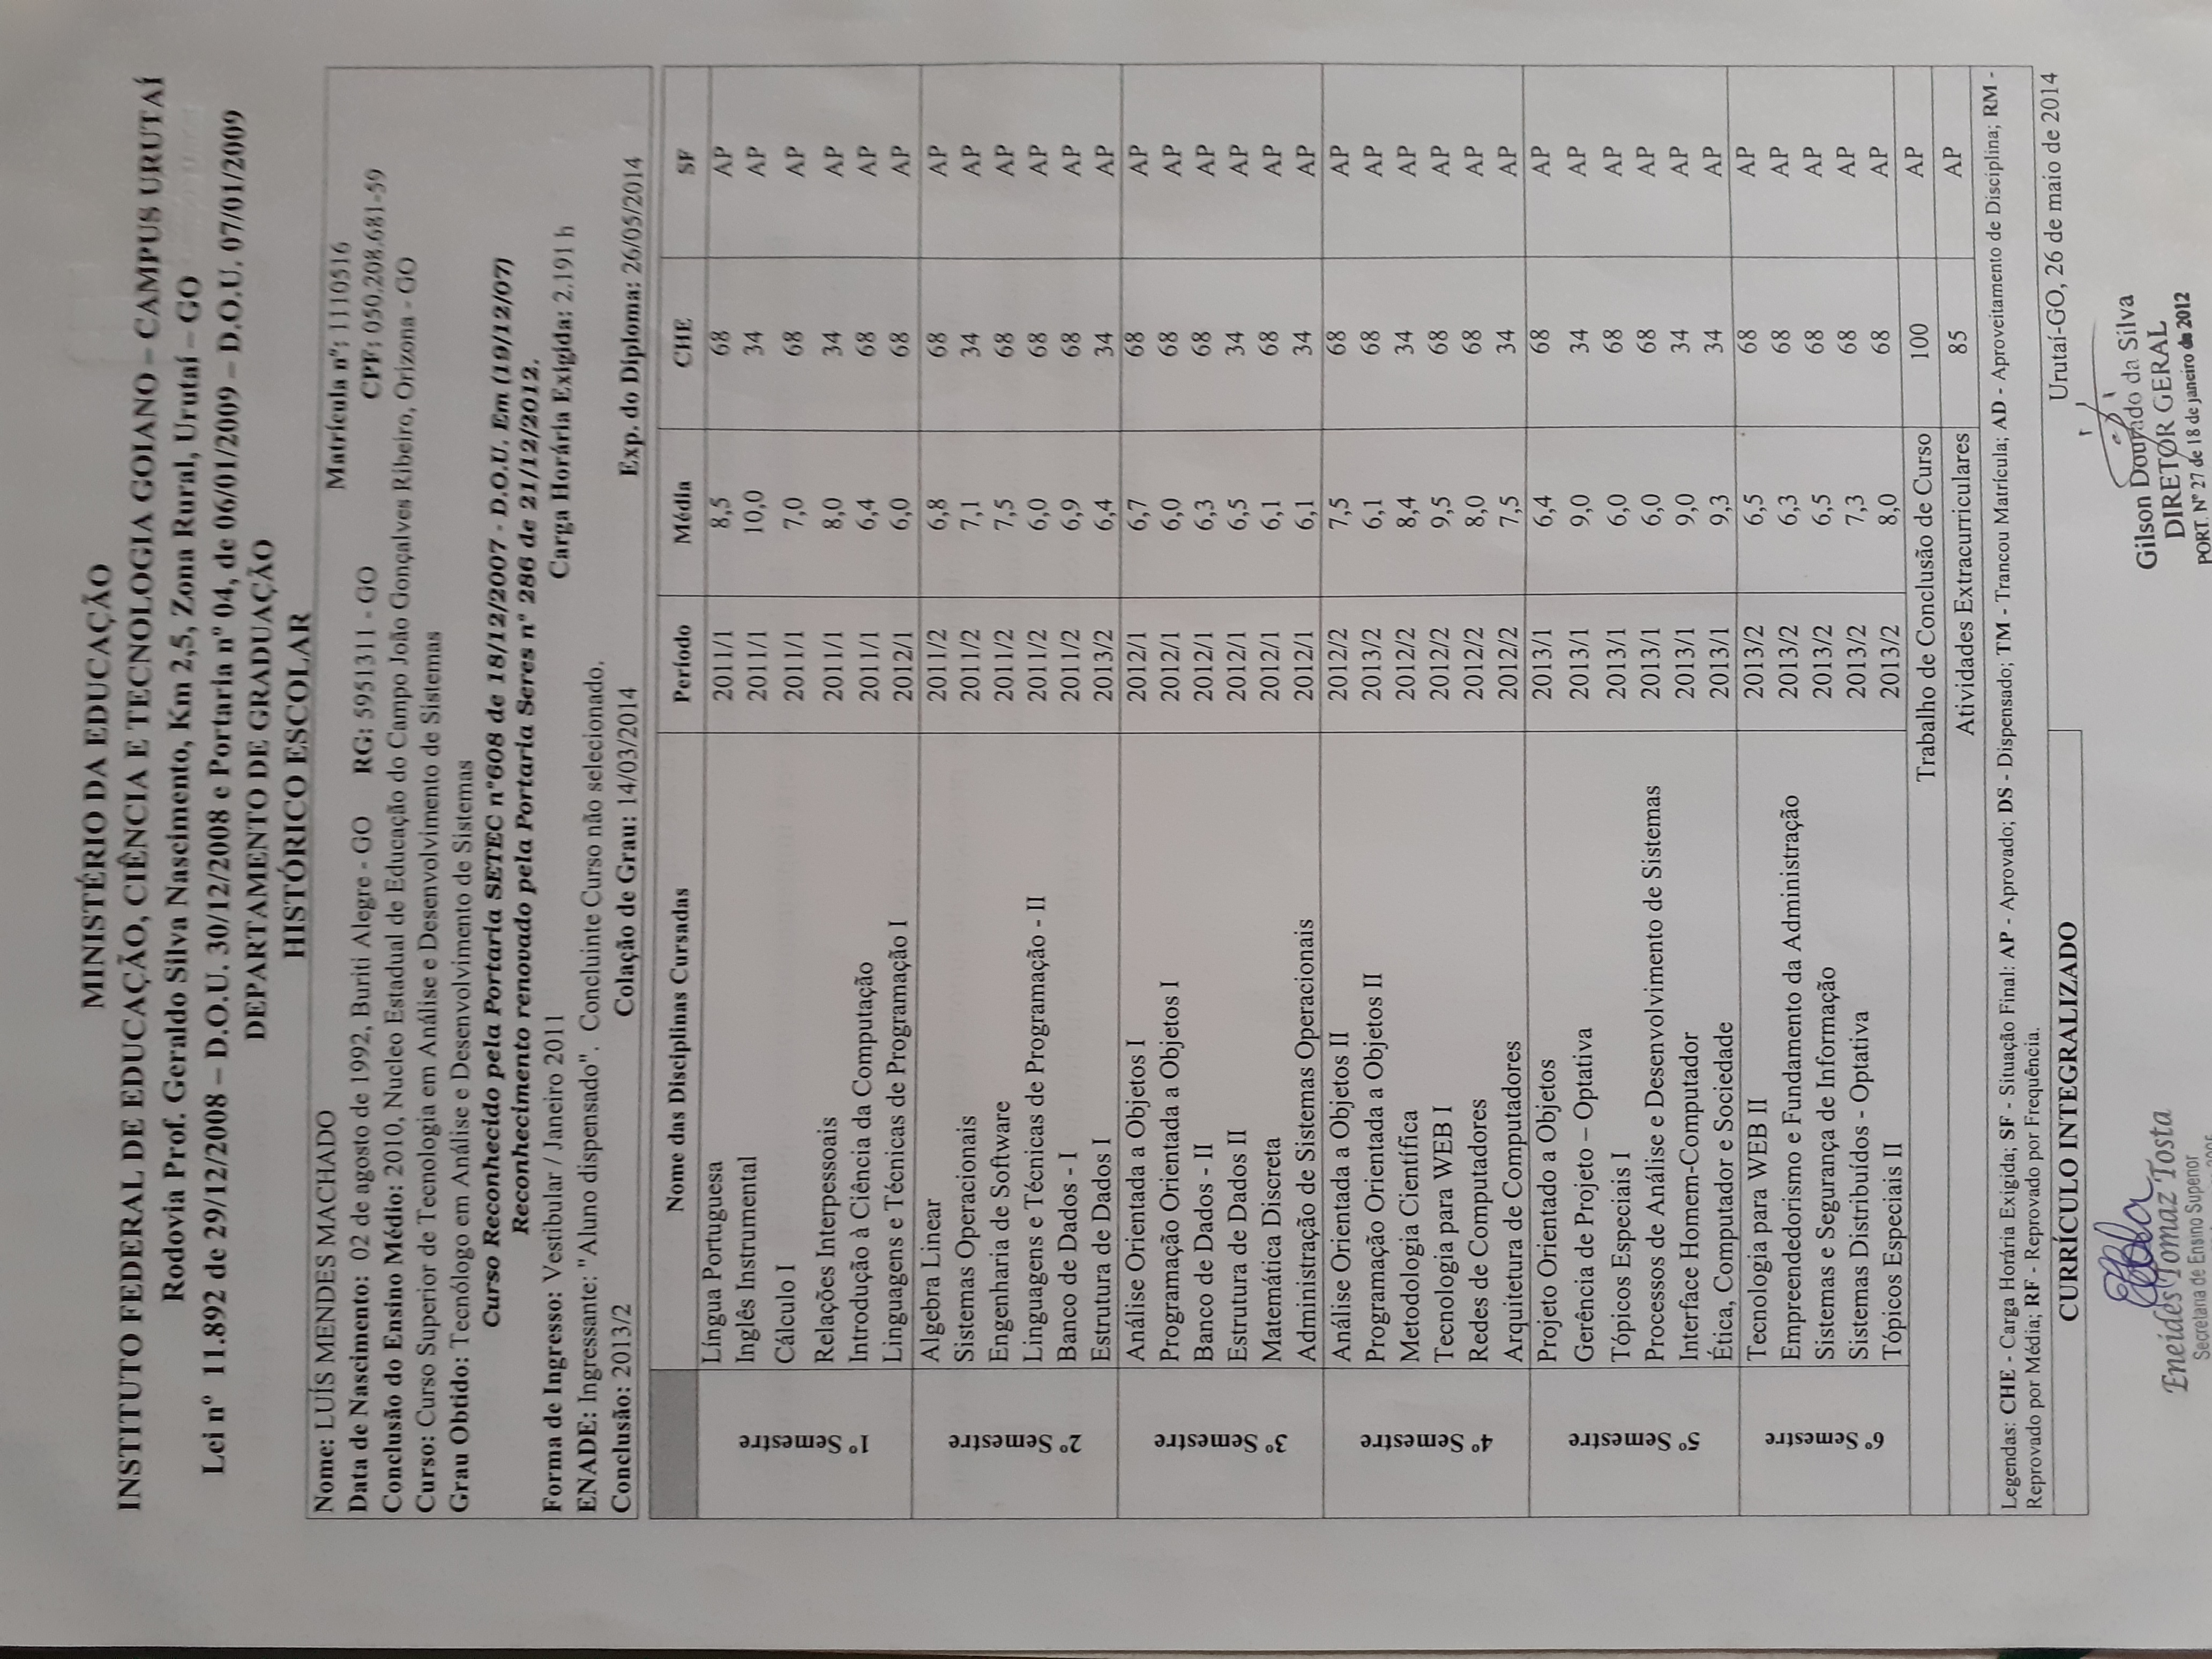 MINISTÉRIO DA EDUCAÇÃO
INSTITUTO FEDERAL DE EDUCAÇÃO, CIÊNCIA E TECNOLOGIA GOIANO – CAMPUS URUTAÍ
Rodovia Prof. Geraldo Silva Nascimento, Km 2,5, Zona Rural, Urutaí – GO
Lei nº 11.892 de 29/12/2008 – D.O.U. 30/12/2008 e Portaria nº 04, de 06/01/2009 – D.O.U. 07/01/2009
DEPARTAMENTO DE GRADUAÇÃO
HISTÓRICO ESCOLAR
Nome: LUÍS MENDES MACHADO Matrícula nº: 1110516
Data de Nascimento: 02 de agosto de 1992, Buriti Alegre - GO RG: 5951311 - GO CPF: 050.208.681-59
Conclusão do Ensino Médio: 2010, Nucleo Estadual de Educação do Campo João Gonçalves Ribeiro, Orizona - GO
Curso: Curso Superior de Tecnologia em Análise e Desenvolvimento de Sistemas
Grau Obtido: Tecnólogo em Análise e Desenvolvimento de Sistemas
Curso Reconhecido pela Portaria SETEC nº608 de 18/12/2007 - D.O.U. Em (19/12/07)
Reconhecimento renovado pela Portaria Seres nº 286 de 21/12/2012.
Forma de Ingresso: Vestibular / Janeiro 2011 Carga Horária Exigida: 2.191 h
ENADE: Ingressante: "Aluno dispensado". Concluinte Curso não selecionado.
Conclusão: 2013/2 Colação de Grau: 14/03/2014 Exp. do Diploma: 26/05/2014
Nome das Disciplinas Cursadas Período Média CHE SF
1º Semestre
Língua Portuguesa 2011/1 8,5 68 AP
Inglês Instrumental 2011/1 10,0 34 AP
Cálculo I 2011/1 7,0 68 AP
Relações Interpessoais 2011/1 8,0 34 AP
Introdução à Ciência da Computação 2011/1 6,4 68 AP
Linguagens e Técnicas de Programação I 2012/1 6,0 68 AP
2º Semestre
Algebra Linear 2011/2 6,8 68 AP
Sistemas Operacionais 2011/2 7,1 34 AP
Engenharia de Software 2011/2 7,5 68 AP
Linguagens e Técnicas de Programação - II 2011/2 6,0 68 AP
Banco de Dados - I 2011/2 6,9 68 AP
Estrutura de Dados I 2013/2 6,4 34 AP
3º Semestre
Análise Orientada a Objetos I 2012/1 6,7 68 AP
Programação Orientada a Objetos I 2012/1 6,0 68 AP
Banco de Dados - II 2012/1 6,3 68 AP
Estrutura de Dados II 2012/1 6,5 34 AP
Matemática Discreta 2012/1 6,1 68 AP
Administração de Sistemas Operacionais 2012/1 6,1 34 AP
4º Semestre
Análise Orientada a Objetos II 2012/2 7,5 68 AP
Programação Orientada a Objetos II 2013/2 6,1 68 AP
Metodologia Científica 2012/2 8,4 34 AP
Tecnologia para WEB I 2012/2 9,5 68 AP
Redes de Computadores 2012/2 8,0 68 AP
Arquitetura de Computadores 2012/2 7,5 34 AP
5º Semestre
Projeto Orientado a Objetos 2013/1 6,4 68 AP
Gerência de Projeto – Optativa 2013/1 9,0 34 AP
Tópicos Especiais I 2013/1 6,0 68 AP
Processos de Análise e Desenvolvimento de Sistemas 2013/1 6,0 68 AP
Interface Homem-Computador 2013/1 9,0 34 AP
Ética, Computador e Sociedade 2013/1 9,3 34 AP
6º Semestre
Tecnologia para WEB II 2013/2 6,5 68 AP
Empreendedorismo e Fundamento da Administração 2013/2 6,3 68 AP
Sistemas e Segurança de Informação 2013/2 6,5 68 AP
Sistemas Distribuídos - Optativa 2013/2 7,3 68 AP
Tópicos Especiais II 2013/2 8,0 68 AP
Trabalho de Conclusão de Curso 100 AP
Atividades Extracurriculares 85 AP
Legendas: CHE - Carga Horária Exigida; SF - Situação Final: AP - Aprovado; DS - Dispensado; TM - Trancou Matrícula; AD - Aproveitamento de Disciplina; RM -
Reprovado por Média; RF - Reprovado por Frequência.
CURRÍCULO INTEGRALIZADO
Urutaí-GO, 26 de maio de 2014
Eneides Tomaz Tosta
Secretaria de Ensino Superior
Gilson Dourado da Silva
DIRETOR GERAL
PORT. Nº 27 de 18 de janeiro de 2012